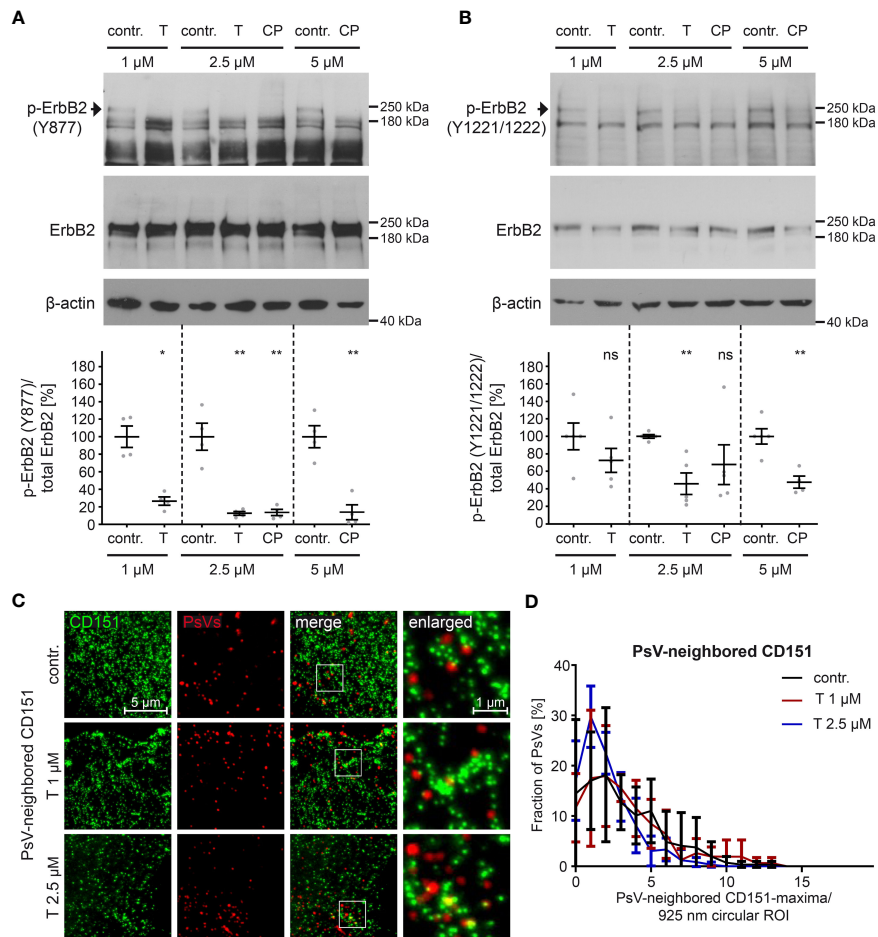 A
contr. T contr. T CP contr. CP
1 µM 2.5 µM 5 µM
p-ErbB2
(Y877)
250 kDa
180 kDa
ErbB2
250 kDa
180 kDa
β-actin
40 kDa
* ** ** **
p-ErbB2 (Y877)/
total ErbB2 [%]
180
160
140
120
100
80
60
40
20
0
contr. T contr. T CP contr. CP
1 µM 2.5 µM 5 µM
B
contr. T contr. T CP contr. CP
1 µM 2.5 µM 5 µM
p-ErbB2
(Y1221/1222)
250 kDa
180 kDa
ErbB2
250 kDa
180 kDa
β-actin
40 kDa
ns ** ns **
p-ErbB2 (Y1221/1222)/
total ErbB2 [%]
180
160
140
120
100
80
60
40
20
0
contr. T contr. T CP contr. CP
1 µM 2.5 µM 5 µM
C
PsV-neighbored CD151
CD151 PsVs merge enlarged
contr.
5 µm 1 µm
T 1 µM
T 2.5 µM
D
PsV-neighbored CD151
contr.
T 1 µM
T 2.5 µM
Fraction of PsVs [%]
40
30
20
10
0
0 5 10 15
PsV-neighbored CD151-maxima/
925 nm circular ROI